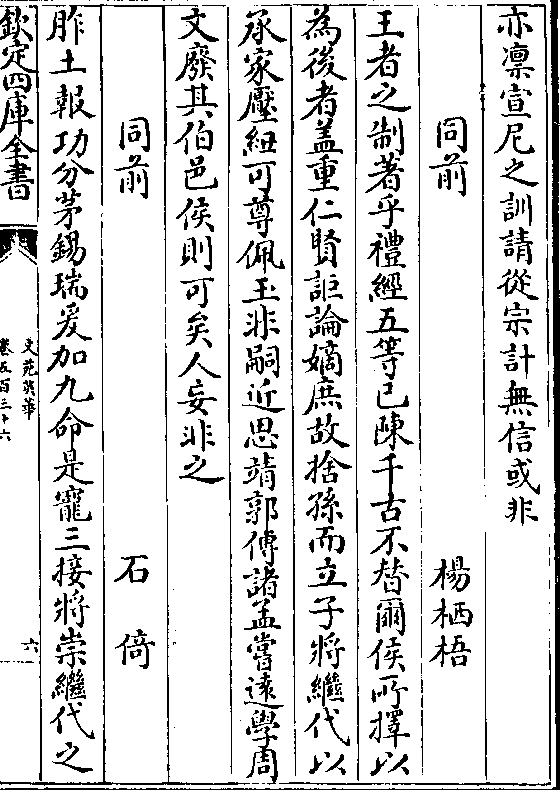 亦凛宣尼之訓請從宗計無信或非
同前 楊栖梧
王者之制著乎禮經五等已陳千古不替爾侯所擇以
為後者盖重仁賢詎論嫡庶故捨孫而立子將繼代以
承家壓紐可尊佩玉非嗣近思靖郭傅諸孟嘗逺學周
文廢其伯邑侯則可矣人妄非之
同前 石倚
胙土報功分茅錫瑞爰加九命是寵三接將崇繼代之
欽定四庫全書
文苑英華
卷五百三十六
六